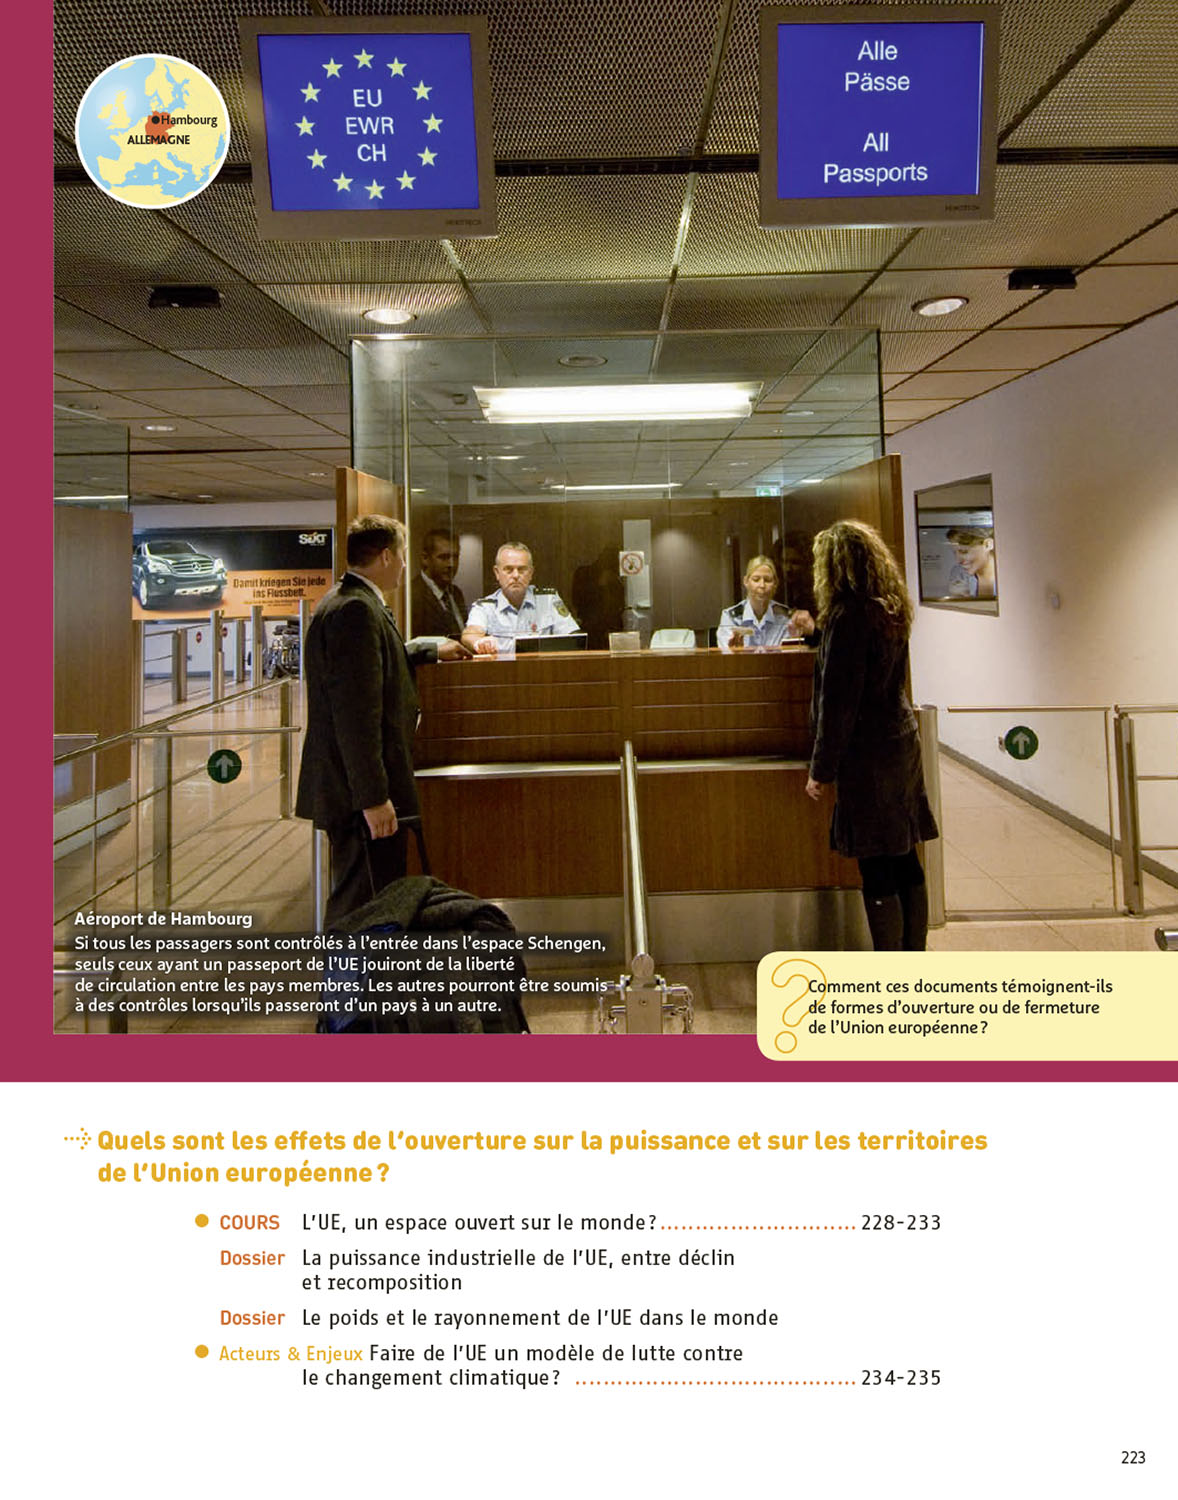 EU
EWR
CH
Alle
Pässe
All
Passports
Hambourg
ALLEMAGNE
SIXT
Damit kriegen Sie jede
ins Flussbett.
Aéroport de Hambourg
Si tous les passagers sont contrôlés à l’entrée dans l’espace Schengen,
seuls ceux ayant un passeport de l’UE jouiront de la liberté
de circulation entre les pays membres. Les autres pourront être soumis
à des contrôles lorsqu’ils passeront d’un pays à un autre.
Comment ces documents témoignent-ils
de formes d’ouverture ou de fermeture
de l’Union européenne ?
Quels sont les effets de l’ouverture sur la puissance et sur les territoires
de l’Union européenne ?
COURS L’UE, un espace ouvert sur le monde ?............................ 228-233
Dossier La puissance industrielle de l’UE, entre déclin
et recomposition
Dossier Le poids et le rayonnement de l’UE dans le monde
Acteurs & Enjeux Faire de l’UE un modèle de lutte contre
le changement climatique ? ........................................ 234-235
223